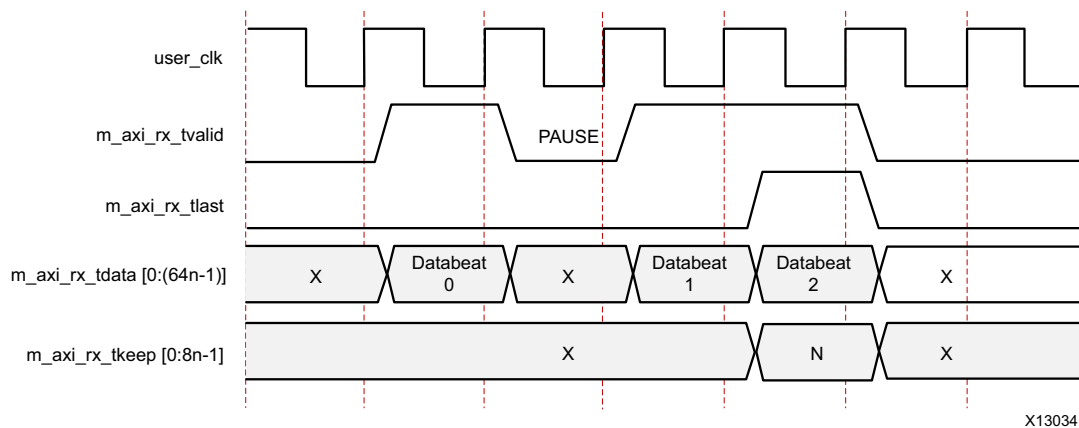 user_clk
m_axi_rx_tvalid
PAUSE
m_axi_rx_tlast
m_axi_rx_tdata [0:(64n-1)]
X
Databeat
0
X
Databeat
1
Databeat
2
X
m_axi_rx_tkeep [0:8n-1]
X
N
X
X13034